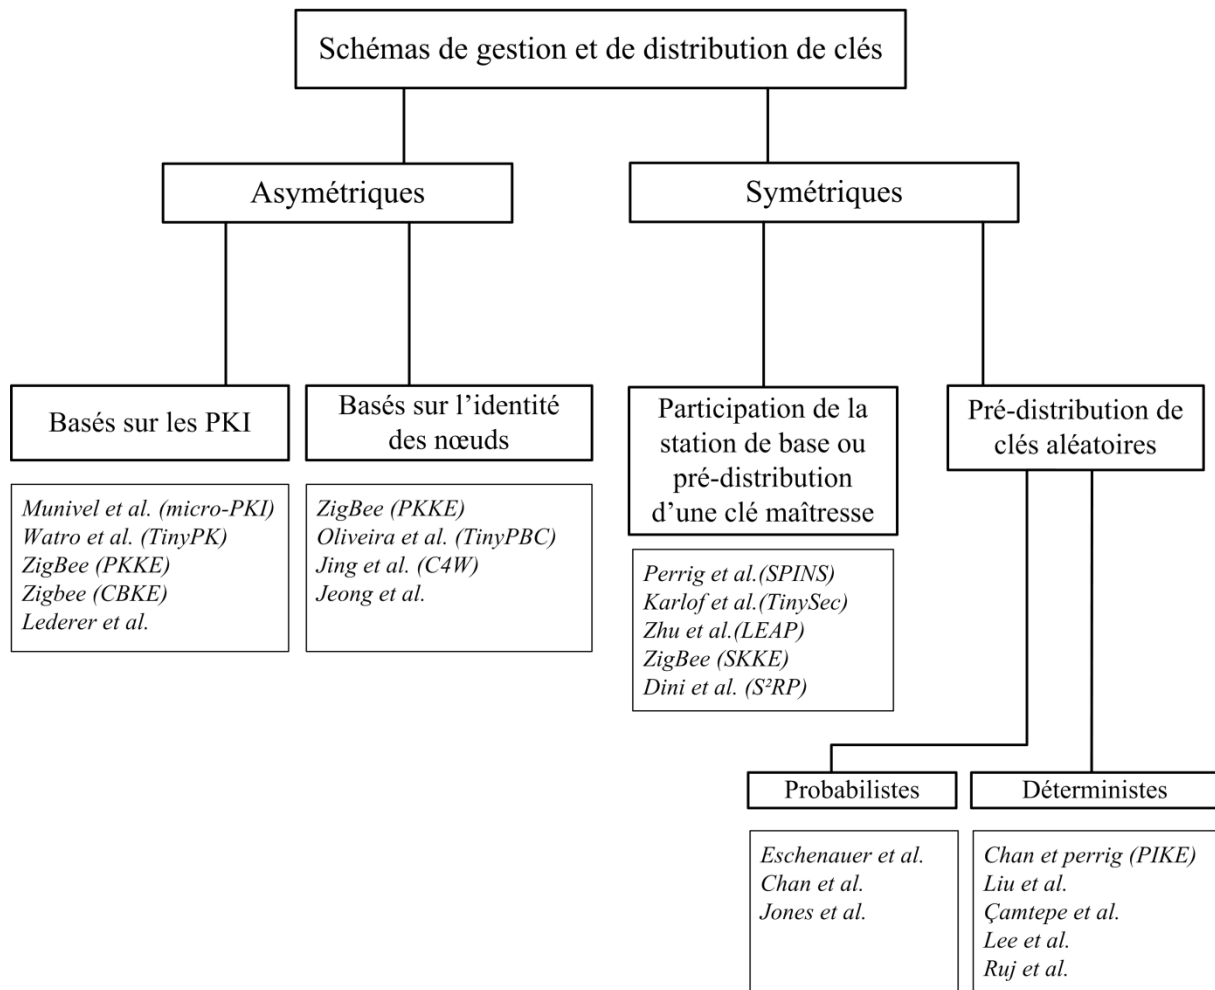 Schémas de gestion et de distribution de clés
Asymétriques
Symétriques
Basés sur les PKI
Basés sur l’identité
des nœuds
Participation de la
station de base ou
pré-distribution
d’une clé maîtresse
Pré-distribution de
clés aléatoires
Munivel et al. (micro-PKI)
Watro et al. (TinyPK)
ZigBee (PKKE)
Zigbee (CBKE)
Lederer et al.
ZigBee (PKKE)
Oliveira et al. (TinyPBC)
Jing et al. (C4W)
Jeong et al.
Perrig et al.(SPINS)
Karlof et al.(TinySec)
Zhu et al.(LEAP)
ZigBee (SKKE)
Dini et al. (S²RP)
Probabilistes
Déterministes
Eschenauer et al.
Chan et al.
Jones et al.
Chan et perrig (PIKE)
Liu et al.
Çamtepe et al.
Lee et al.
Ruj et al.